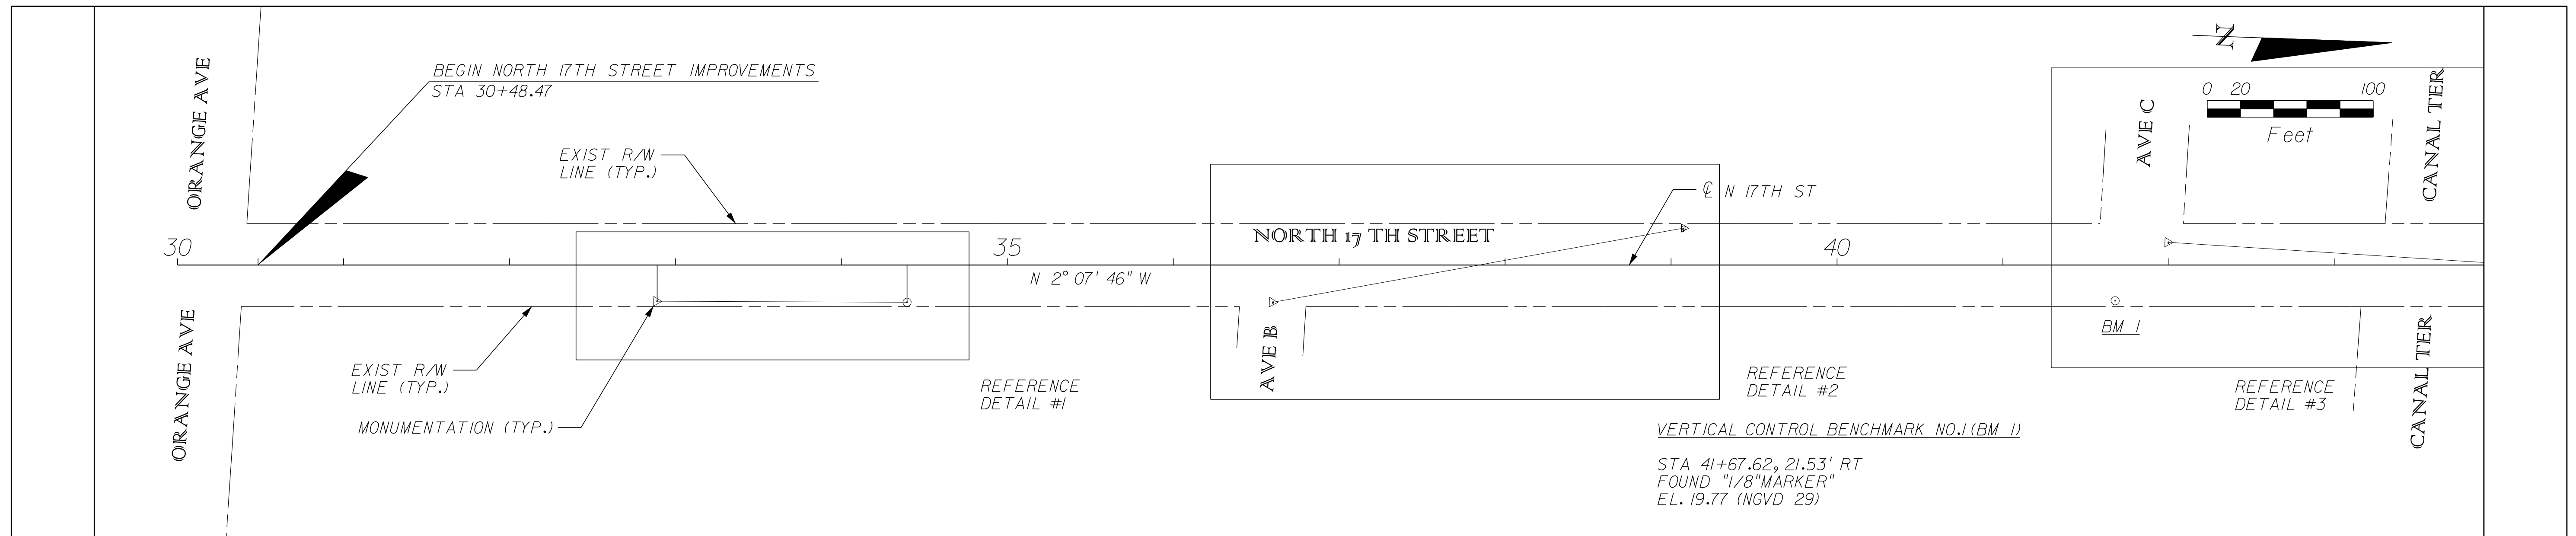 ORANGE AVE
BEGIN NORTH 17TH STREET IMPROVEMENTS
STA 30+48.47
EXIST R/W
LINE (TYP.)
30
35
40
NORTH 17 TH STREET
℄ N 17TH ST
N 2° 07' 46" W
N
AVE C
0 20 100
Feet
CANAL TER
ORANGE AVE
EXIST R/W
LINE (TYP.)
MONUMENTATION (TYP.)
REFERENCE
DETAIL #1
AVE B
REFERENCE
DETAIL #2
BM 1
REFERENCE
DETAIL #3
CANAL TER
VERTICAL CONTROL BENCHMARK NO.1 (BM 1)
STA 41+67.62, 21.53' RT
FOUND "1/8"MARKER"
EL. 19.77 (NGVD 29)